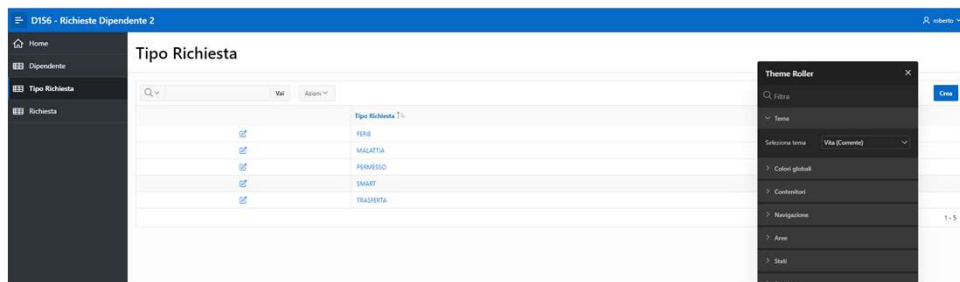 D156 - Richieste Dipendente 2
roberto
Home
Dipendente
Tipo Richiesta
Richiesta
Tipo Richiesta
Vai
Azioni
Crea
Tipo Richiesta
FERIE
MALATTIA
PERMESSO
SMART
TRASFERTA
1 - 5
Theme Roller
Filtra
Tema
Seleziona tema Vita (Corrente)
Colori globali
Contenitori
Navigazione
Aree
Stati